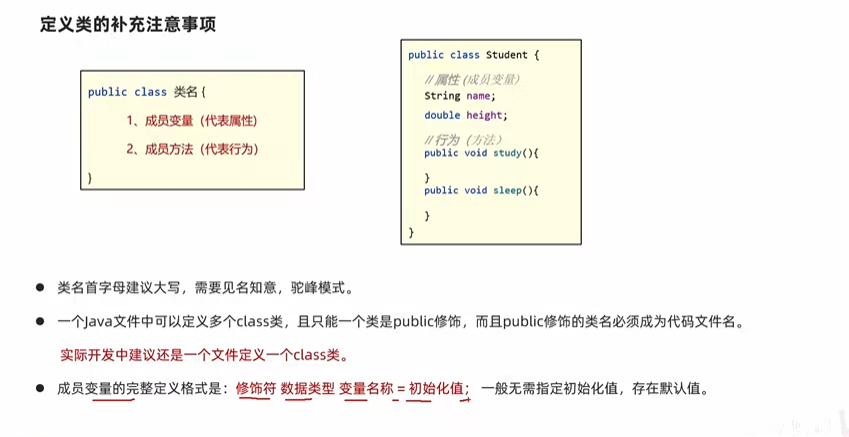 定义类的补充注意事项
public class 类名 {
1、成员变量（代表属性)
2、成员方法（代表行为）
}
public class Student {
// 属性 (成员变量）
String name;
double height;
// 行为（方法）
public void study(){
}
public void sleep(){
}
}
● 类名首字母建议大写，需要见名知意，驼峰模式。
● 一个Java文件中可以定义多个class类，且只能一个类是public修饰，而且public修饰的类名必须成为代码文件名。
实际开发中建议还是一个文件定义一个class类。
● 成员变量的完整定义格式是：修饰符 数据类型 变量名称 = 初始化值； 一般无需指定初始化值，存在默认值。